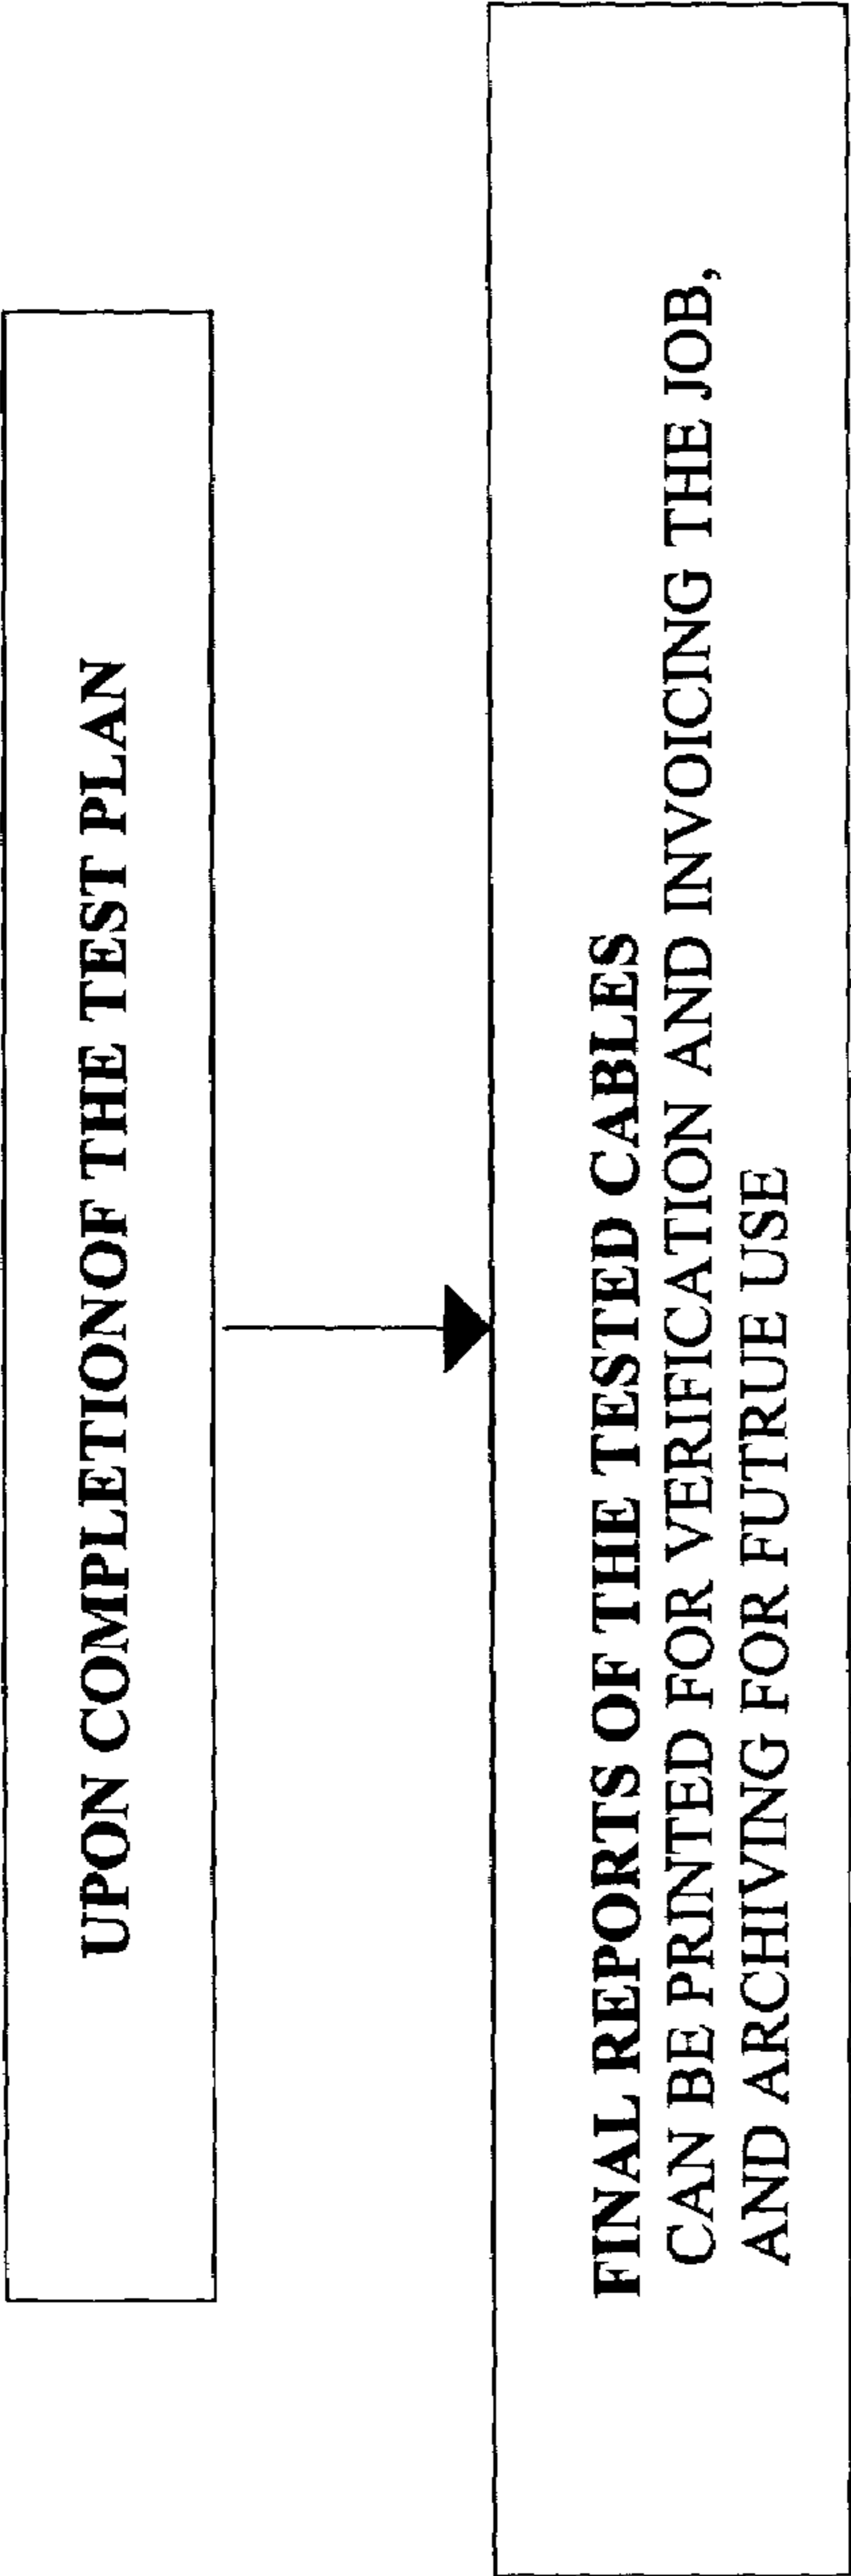 UPON COMPLETIONOF THE TEST PLAN
FINAL REPORTS OF THE TESTED CABLES
CAN BE PRINTED FOR VERIFICATION AND INVOICING THE JOB,
AND ARCHIVING FOR FUTRUE USE